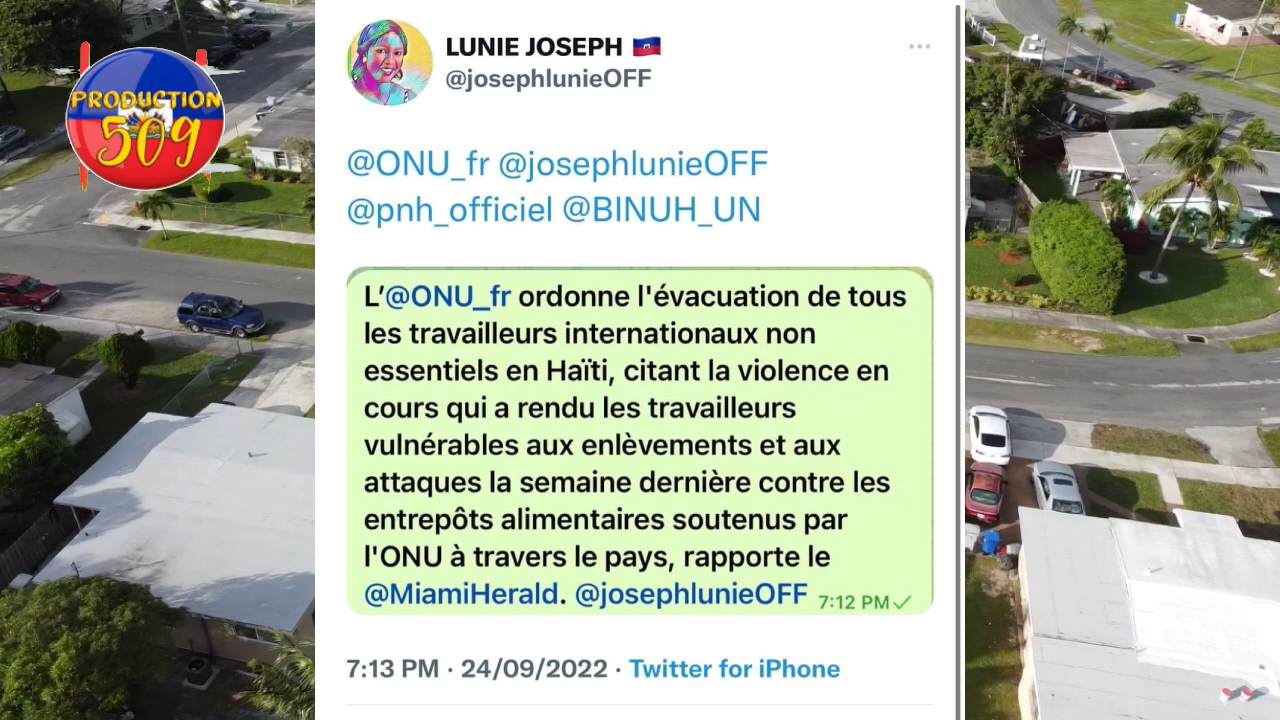 PRODUCTION
509
LUNIE JOSEPH
@josephlunieOFF
@ONU_fr @josephlunieOFF
@pnh_officiel @BINUH_UN
L’@ONU_fr ordonne l'évacuation de tous
les travailleurs internationaux non
essentiels en Haïti, citant la violence en
cours qui a rendu les travailleurs
vulnérables aux enlèvements et aux
attaques la semaine dernière contre les
entrepôts alimentaires soutenus par
l'ONU à travers le pays, rapporte le
@MiamiHerald. @josephlunieOFF 7:12 PM
7:13 PM · 24/09/2022 · Twitter for iPhone